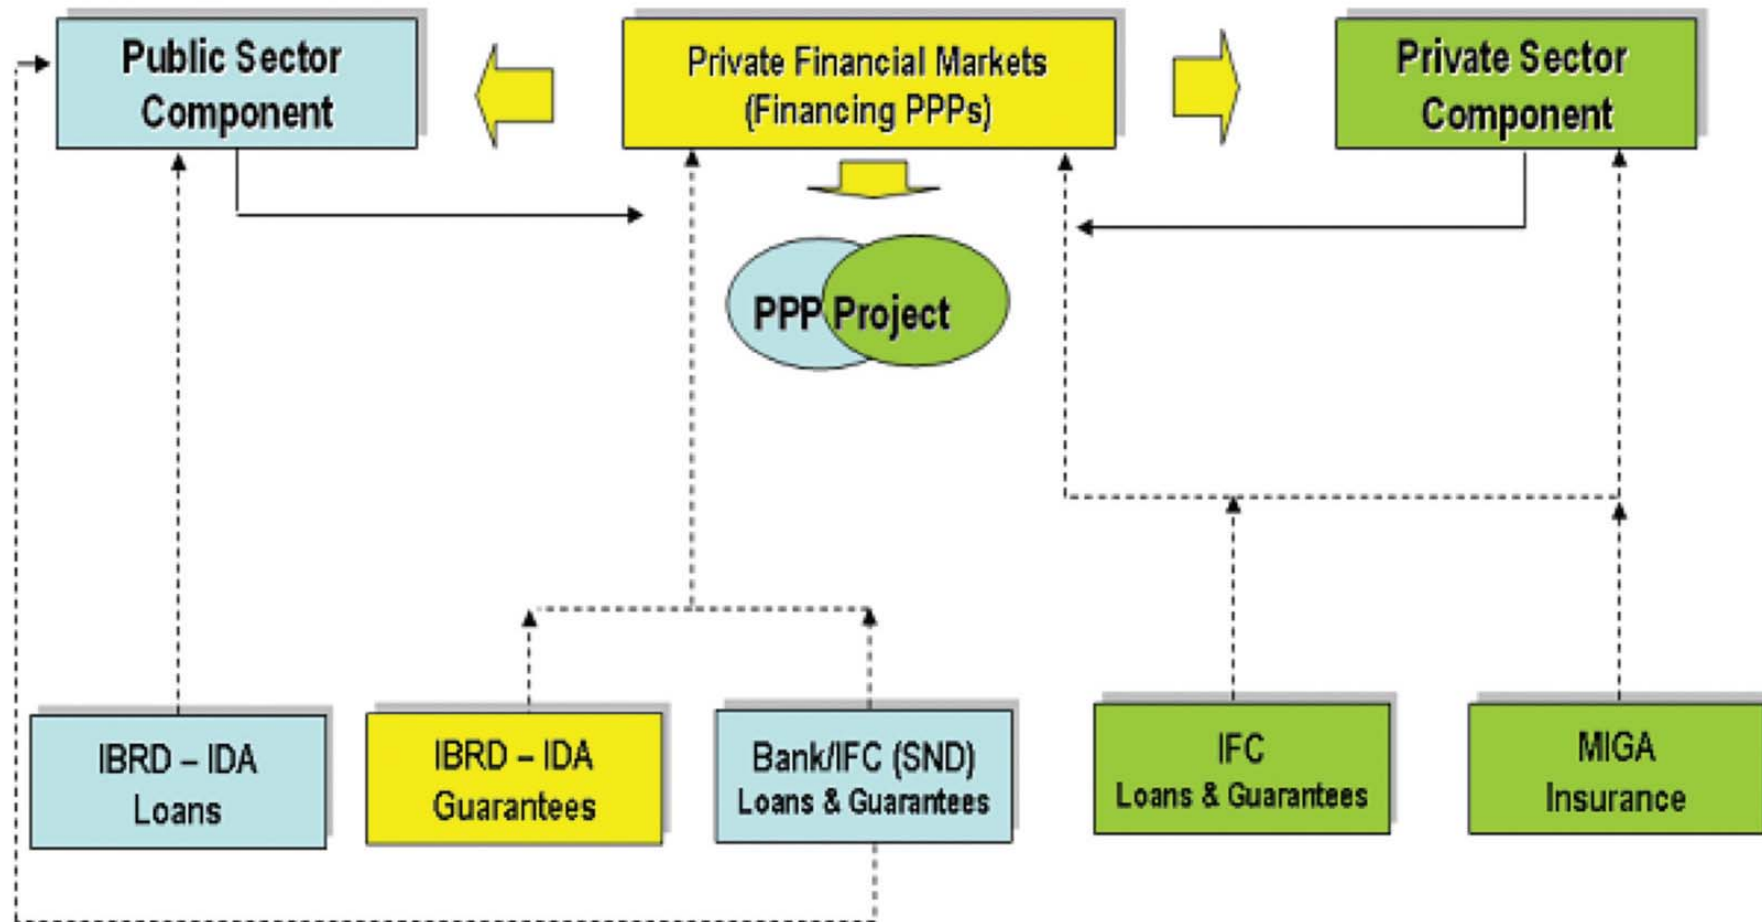 Public Sector
Component
Private Financial Markets
(Financing PPPs)
Private Sector
Component
PPP Project
IBRD – IDA
Loans
IBRD – IDA
Guarantees
Bank/IFC (SND)
Loans & Guarantees
IFC
Loans & Guarantees
MIGA
Insurance